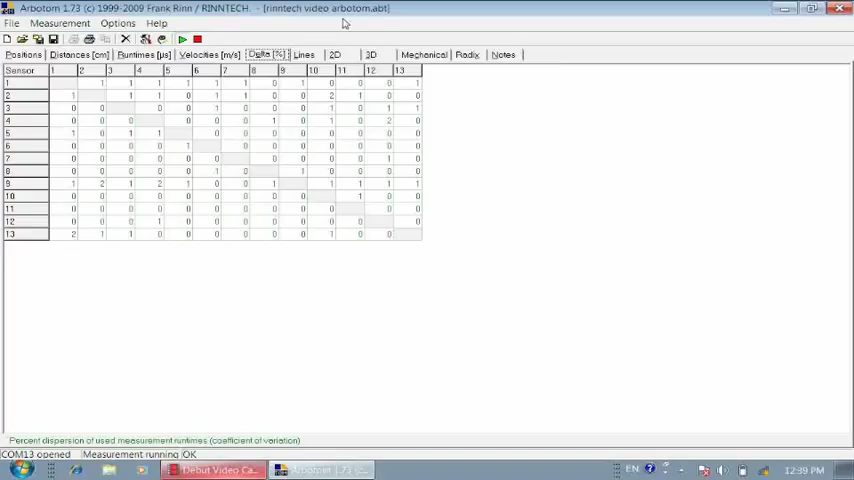 Arbotom 1.73 (c) 1999-2009 Frank Rinn / RINNTECH. - [rinntech video arbotom.abt]
File Measurement Options Help
Positions Distances [cm] Runtimes [µs] Velocities [m/s] Delta [%] Lines 2D 3D Mechanical Radix Notes
Sensor 1 2 3 4 5 6 7 8 9 10 11 12 13
1 1 1 1 1 1 1 0 1 0 0 0 1
2 1 1 1 0 1 1 0 0 2 1 0 0
3 0 0 0 0 1 0 0 0 1 0 1 1
4 0 0 0 0 0 0 1 0 1 0 2 0
5 1 0 1 1 0 0 0 0 0 0 0 0
6 0 0 0 0 1 0 0 0 0 0 0 0
7 0 0 0 0 0 0 0 0 0 0 1 0
8 0 0 0 0 0 1 0 1 0 0 0 0
9 1 2 1 2 1 0 0 1 1 1 1 1
10 0 0 0 0 0 0 0 0 0 1 0 0
11 0 0 0 0 0 0 0 0 0 0 0 0
12 0 0 0 1 0 0 0 0 0 0 0 0
13 2 1 1 0 0 0 0 0 0 1 0 0
Percent dispersion of used measurement runtimes (coefficient of variation)
COM13 opened Measurement running OK
Debut Video Ca... Arbotom 1.73 (c... EN 12:39 PM